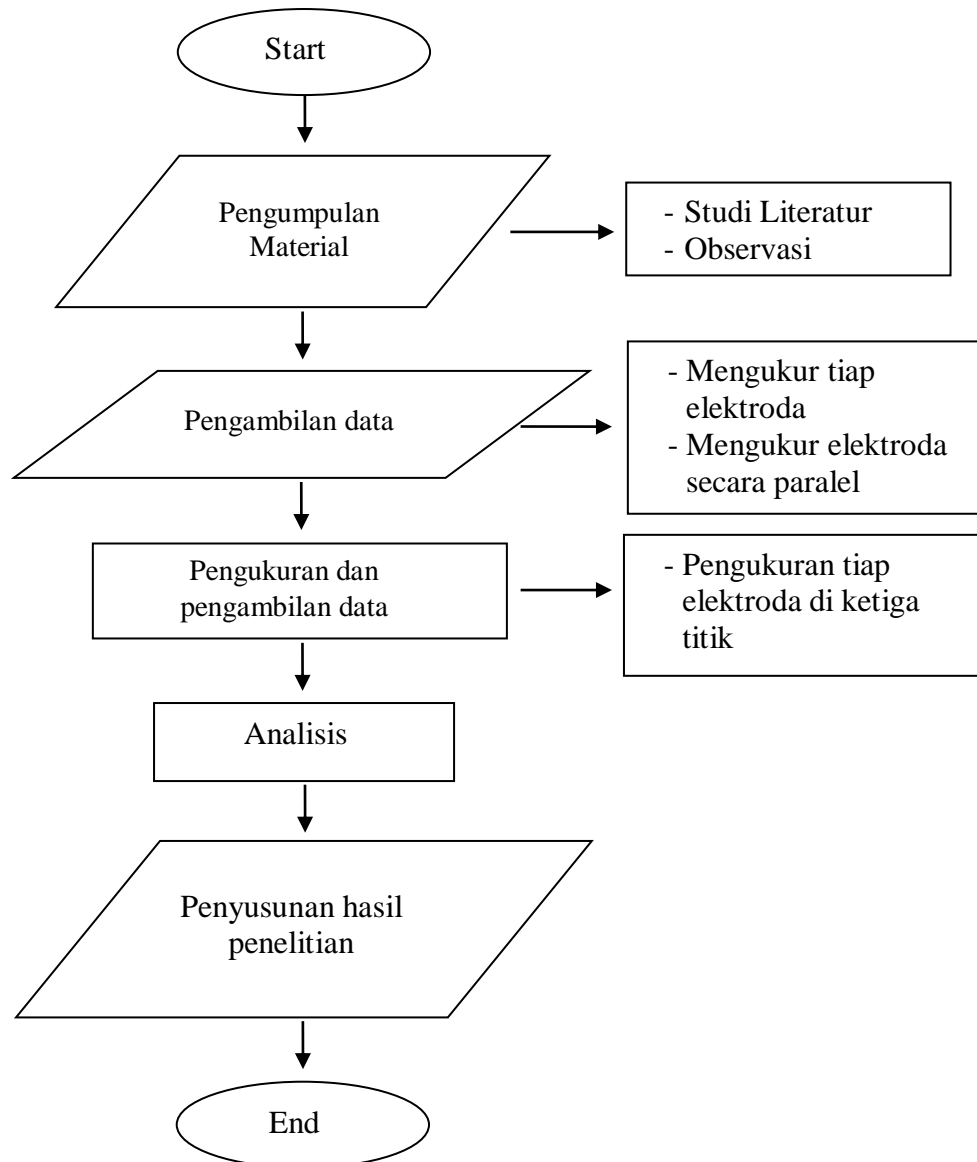 Start
Pengumpulan
Material
- Studi Literatur
- Observasi
Pengambilan data
- Mengukur tiap
elektroda
- Mengukur elektroda
secara paralel
Pengukuran dan
pengambilan data
- Pengukuran tiap
elektroda di ketiga
titik
Analisis
Penyusunan hasil
penelitian
End